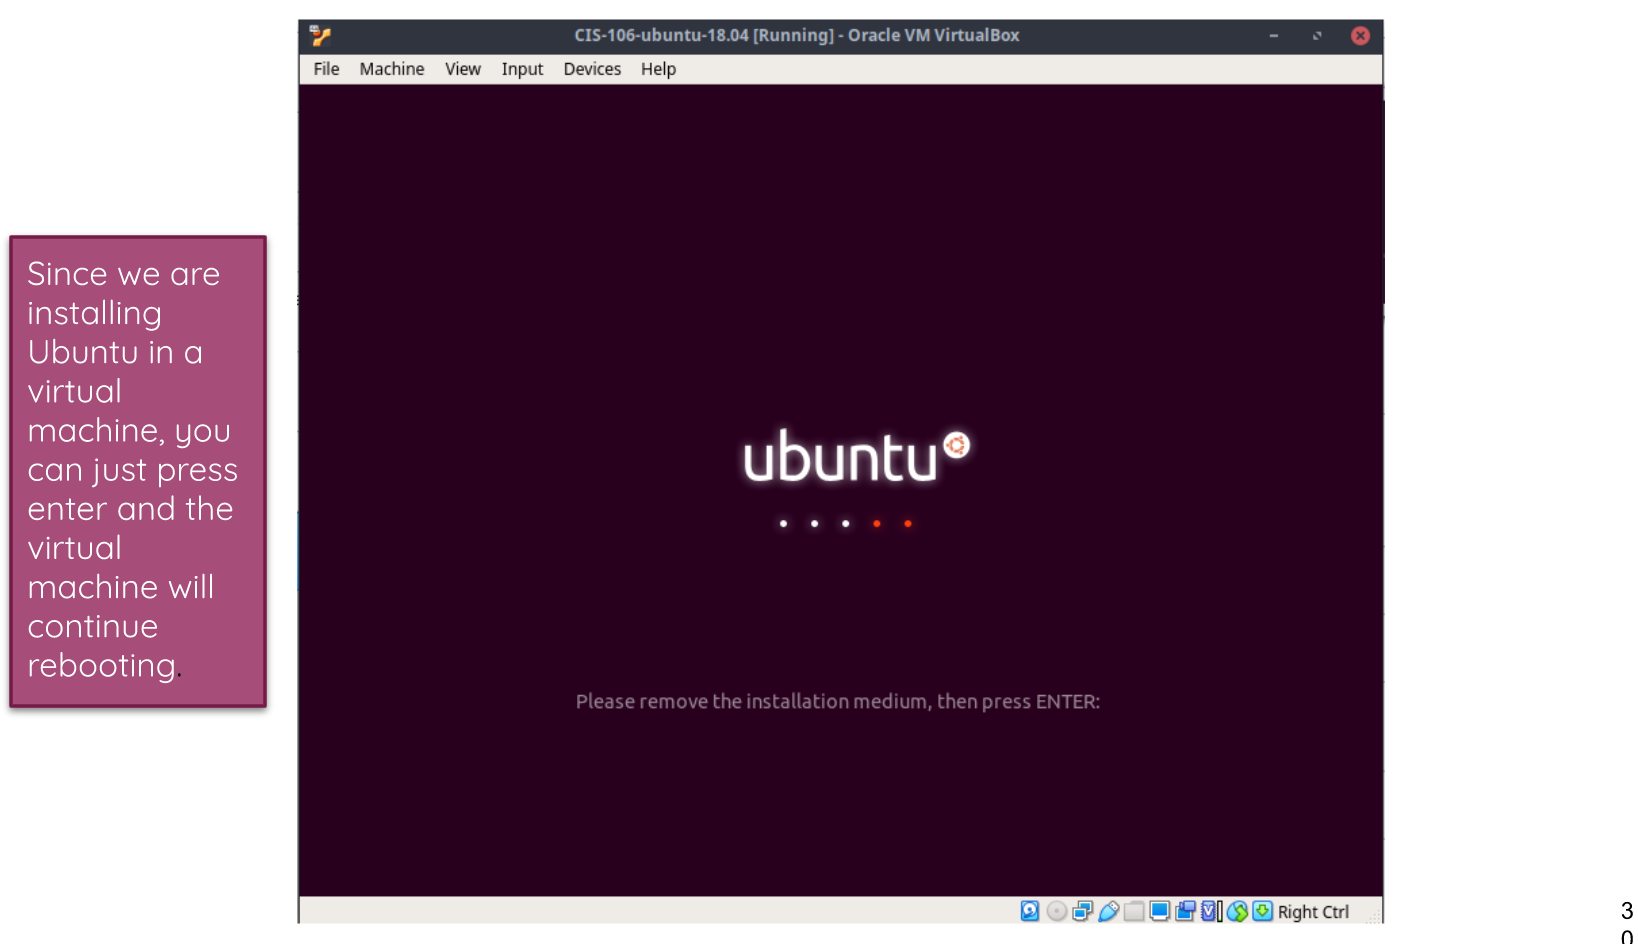 CIS-106-ubuntu-18.04 [Running] - Oracle VM VirtualBox
File Machine View Input Devices Help
Since we are
installing
Ubuntu in a
virtual
machine, you
can just press
enter and the
virtual
machine will
continue
rebooting.
ubuntu
Please remove the installation medium, then press ENTER:
Right Ctrl
3
0